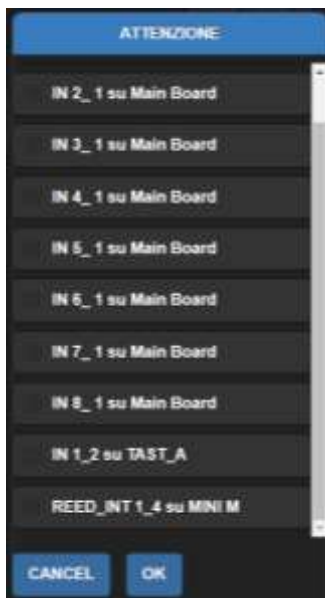 ATTENZIONE
IN 2_ 1 su Main Board
IN 3_ 1 su Main Board
IN 4_ 1 su Main Board
IN 5_ 1 su Main Board
IN 6_ 1 su Main Board
IN 7_ 1 su Main Board
IN 8_ 1 su Main Board
IN 1_2 su TAST_A
REED_INT 1_4 su MINI M
CANCEL OK